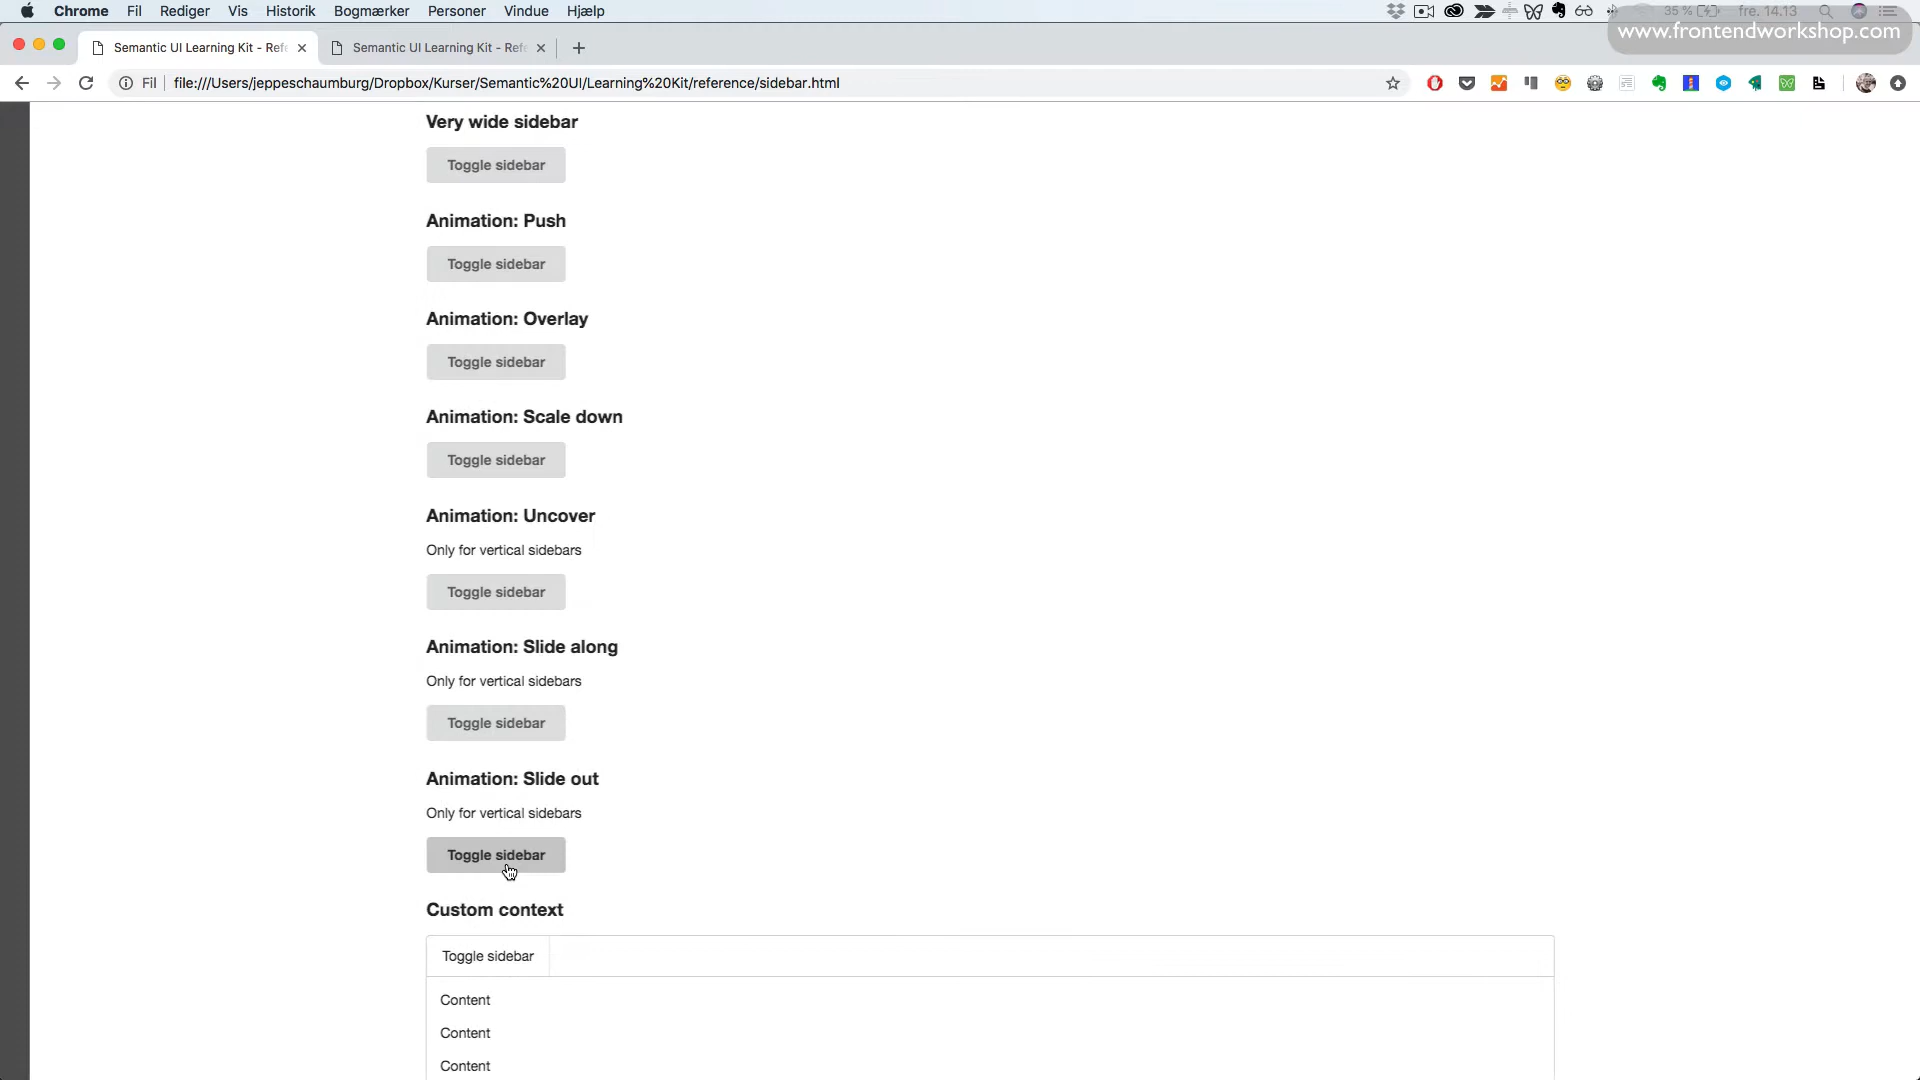 Chrome Fil Rediger Vis Historik Bogmærker Personer Vindue Hjælp 35 % fre. 14.13
www.frontendworkshop.com
Semantic UI Learning Kit - Refe Semantic UI Learning Kit - Refe
Fil file:///Users/jeppeschaumburg/Dropbox/Kurser/Semantic%20UI/Learning%20Kit/reference/sidebar.html
Very wide sidebar
Toggle sidebar
Animation: Push
Toggle sidebar
Animation: Overlay
Toggle sidebar
Animation: Scale down
Toggle sidebar
Animation: Uncover
Only for vertical sidebars
Toggle sidebar
Animation: Slide along
Only for vertical sidebars
Toggle sidebar
Animation: Slide out
Only for vertical sidebars
Toggle sidebar
Custom context
Toggle sidebar
Content
Content
Content